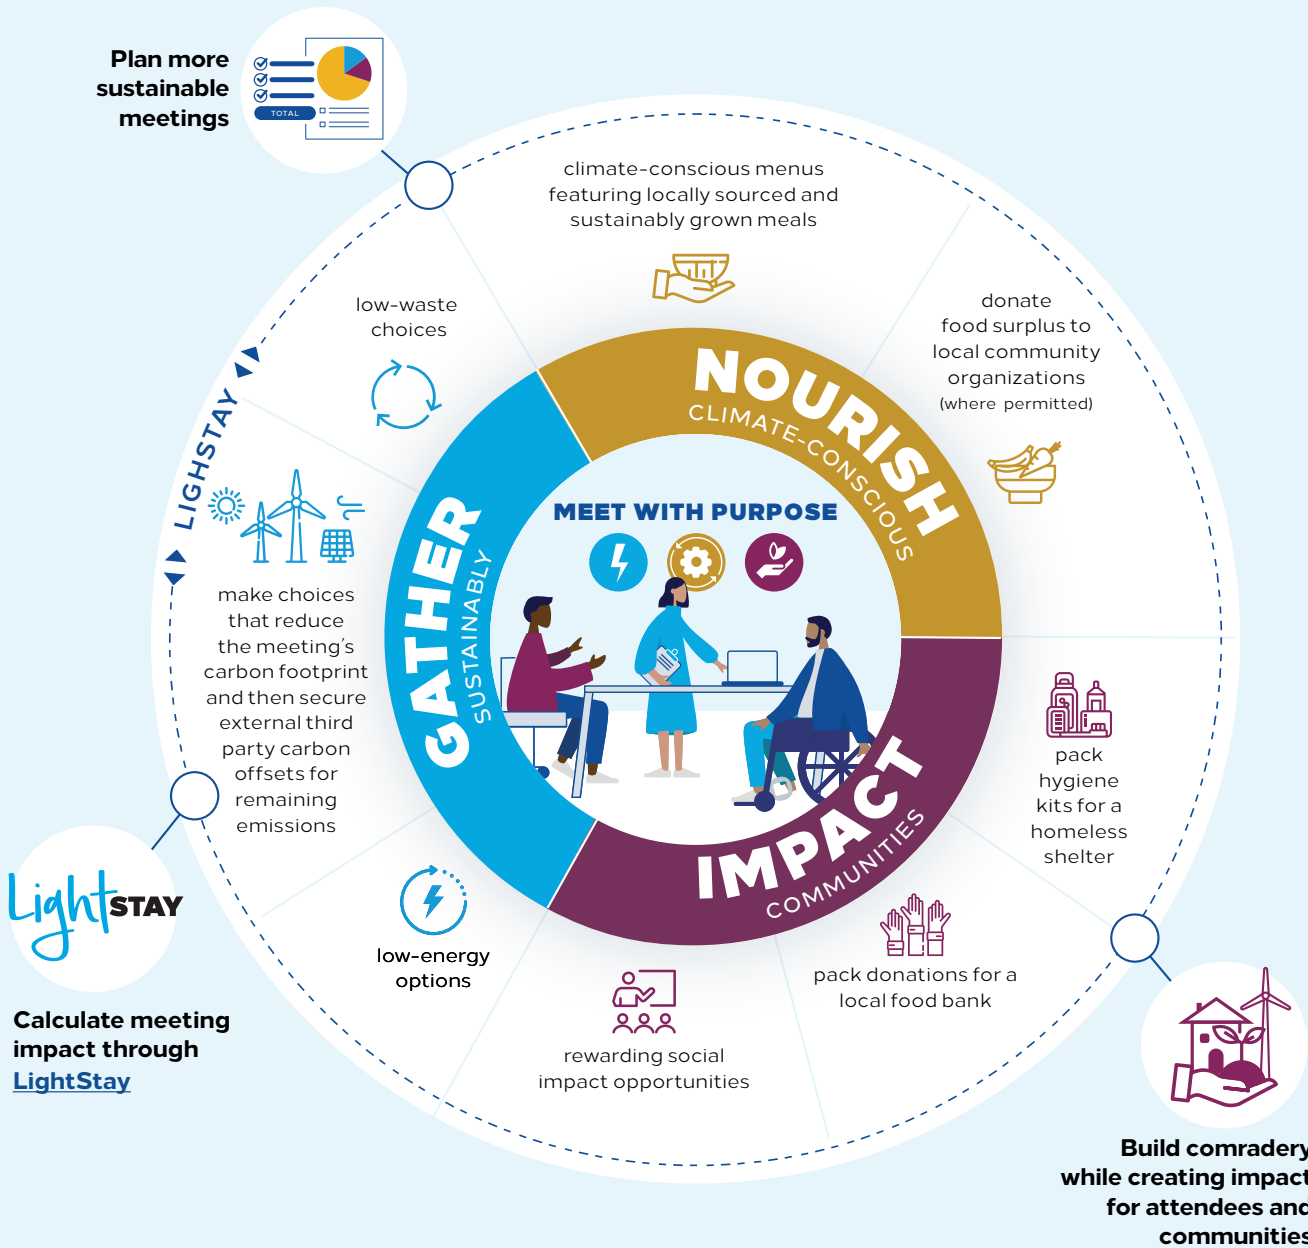 Plan more
sustainable
meetings
TOTAL
climate-conscious menus
featuring locally sourced and
sustainably grown meals
donate
food surplus to
local community
organizations
(where permitted)
low-waste
choices
LIGHSTAY
make choices
that reduce
the meeting's
carbon footprint
and then secure
external third
party carbon
offsets for
remaining
emissions
NOURISH
CLIMATE-CONSCIOUS
GATHER
SUSTAINABLY
MEET WITH PURPOSE
IMPACT
COMMUNITIES
pack
hygiene
kits for a
homeless
shelter
low-energy
options
pack donations for a
local food bank
rewarding social
impact opportunities
LightSTAY
Calculate meeting
impact through
LightStay
Build comradery
while creating impact
for attendees and
communities